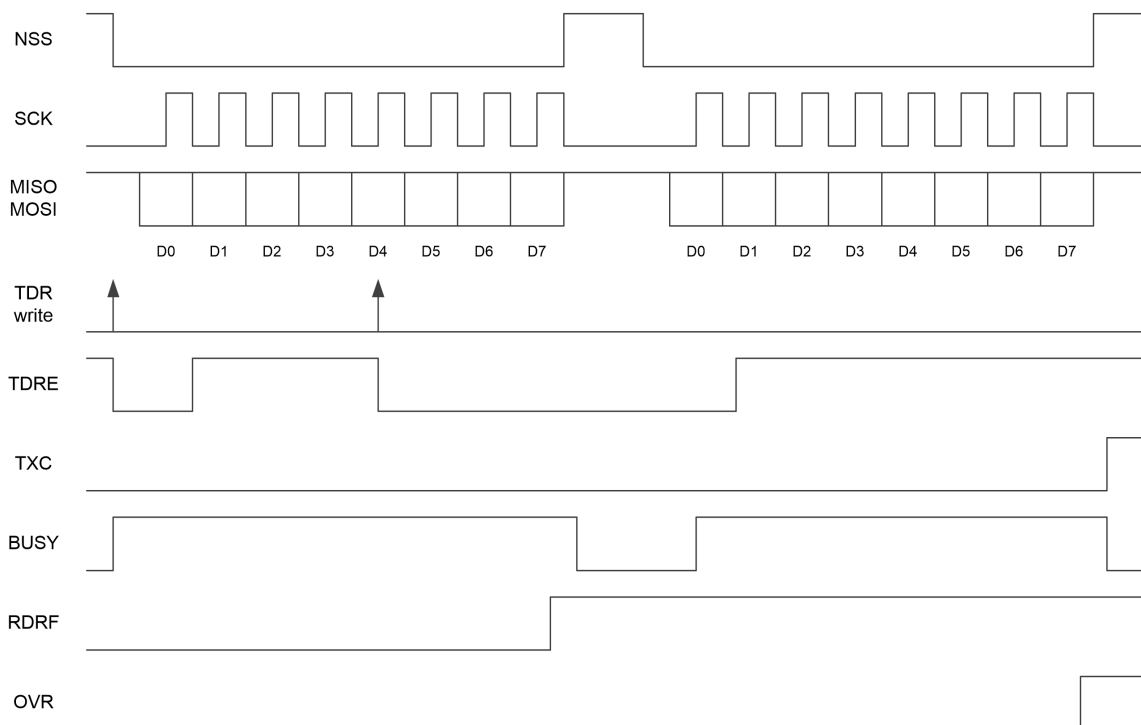 NSS
SCK
MISO
MOSI
D0 D1 D2 D3 D4 D5 D6 D7 D0 D1 D2 D3 D4 D5 D6 D7
TDR
write
TDRE
TXC
BUSY
RDRF
OVR